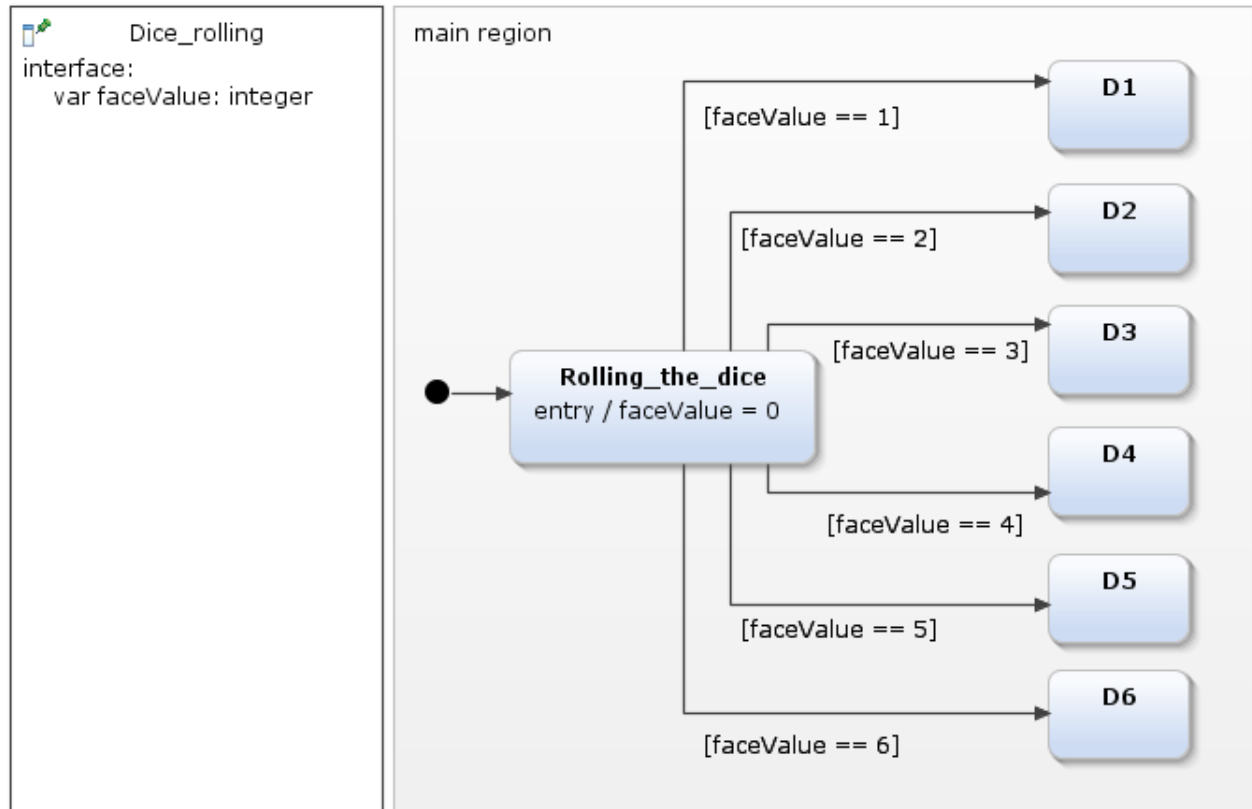 Dice_rolling
interface:
var faceValue: integer
main region
D1
[faceValue == 1]
D2
[faceValue == 2]
D3
[faceValue == 3]
Rolling_the_dice
entry / faceValue = 0
D4
[faceValue == 4]
D5
[faceValue == 5]
D6
[faceValue == 6]